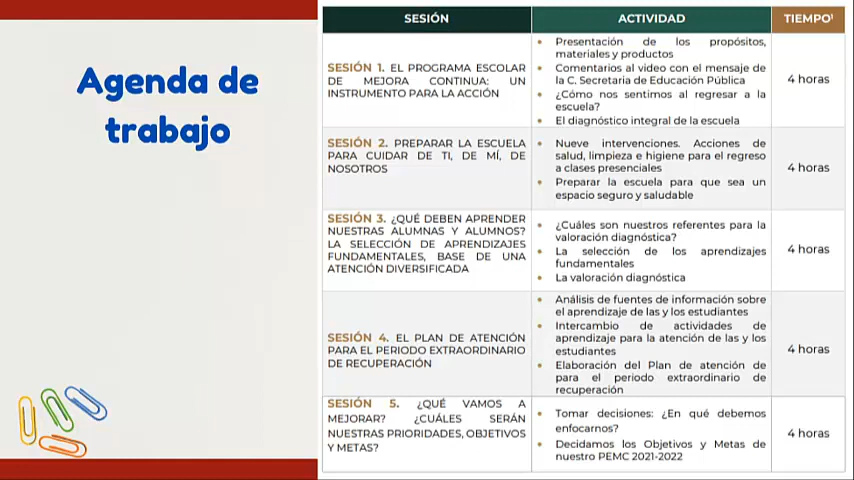 Agenda de
trabajo
SESIÓN
ACTIVIDAD
TIEMPO¹
SESIÓN 1. EL PROGRAMA ESCOLAR
DE MEJORA CONTINUA: UN
INSTRUMENTO PARA LA ACCIÓN
• Presentación de los propósitos,
materiales y productos
• Comentarios al video con el mensaje de
la C. Secretaria de Educación Pública
• ¿Cómo nos sentimos al regresar a la
escuela?
• El diagnóstico integral de la escuela
4 horas
SESIÓN 2. PREPARAR LA ESCUELA
PARA CUIDAR DE TI, DE MÍ, DE
NOSOTROS
• Nueve intervenciones. Acciones de
salud, limpieza e higiene para el regreso
a clases presenciales
• Preparar la escuela para que sea un
espacio seguro y saludable
4 horas
SESIÓN 3. ¿QUÉ DEBEN APRENDER
NUESTRAS ALUMNAS Y ALUMNOS?
LA SELECCIÓN DE APRENDIZAJES
FUNDAMENTALES, BASE DE UNA
ATENCIÓN DIVERSIFICADA
• ¿Cuáles son nuestros referentes para la
valoración diagnóstica?
• La selección de los aprendizajes
fundamentales
• La valoración diagnóstica
4 horas
SESIÓN 4. EL PLAN DE ATENCIÓN
PARA EL PERIODO EXTRAORDINARIO
DE RECUPERACIÓN
• Análisis de fuentes de información sobre
el aprendizaje de las y los estudiantes
• Intercambio de actividades de
aprendizaje para la atención de las y los
estudiantes
• Elaboración del Plan de atención de
para el periodo extraordinario de
recuperación
4 horas
SESIÓN 5. ¿QUÉ VAMOS A
MEJORAR? ¿CUÁLES SERÁN
NUESTRAS PRIORIDADES, OBJETIVOS
Y METAS?
• Tomar decisiones: ¿En qué debemos
enfocarnos?
• Decidamos los Objetivos y Metas de
nuestro PEMC 2021-2022
4 horas